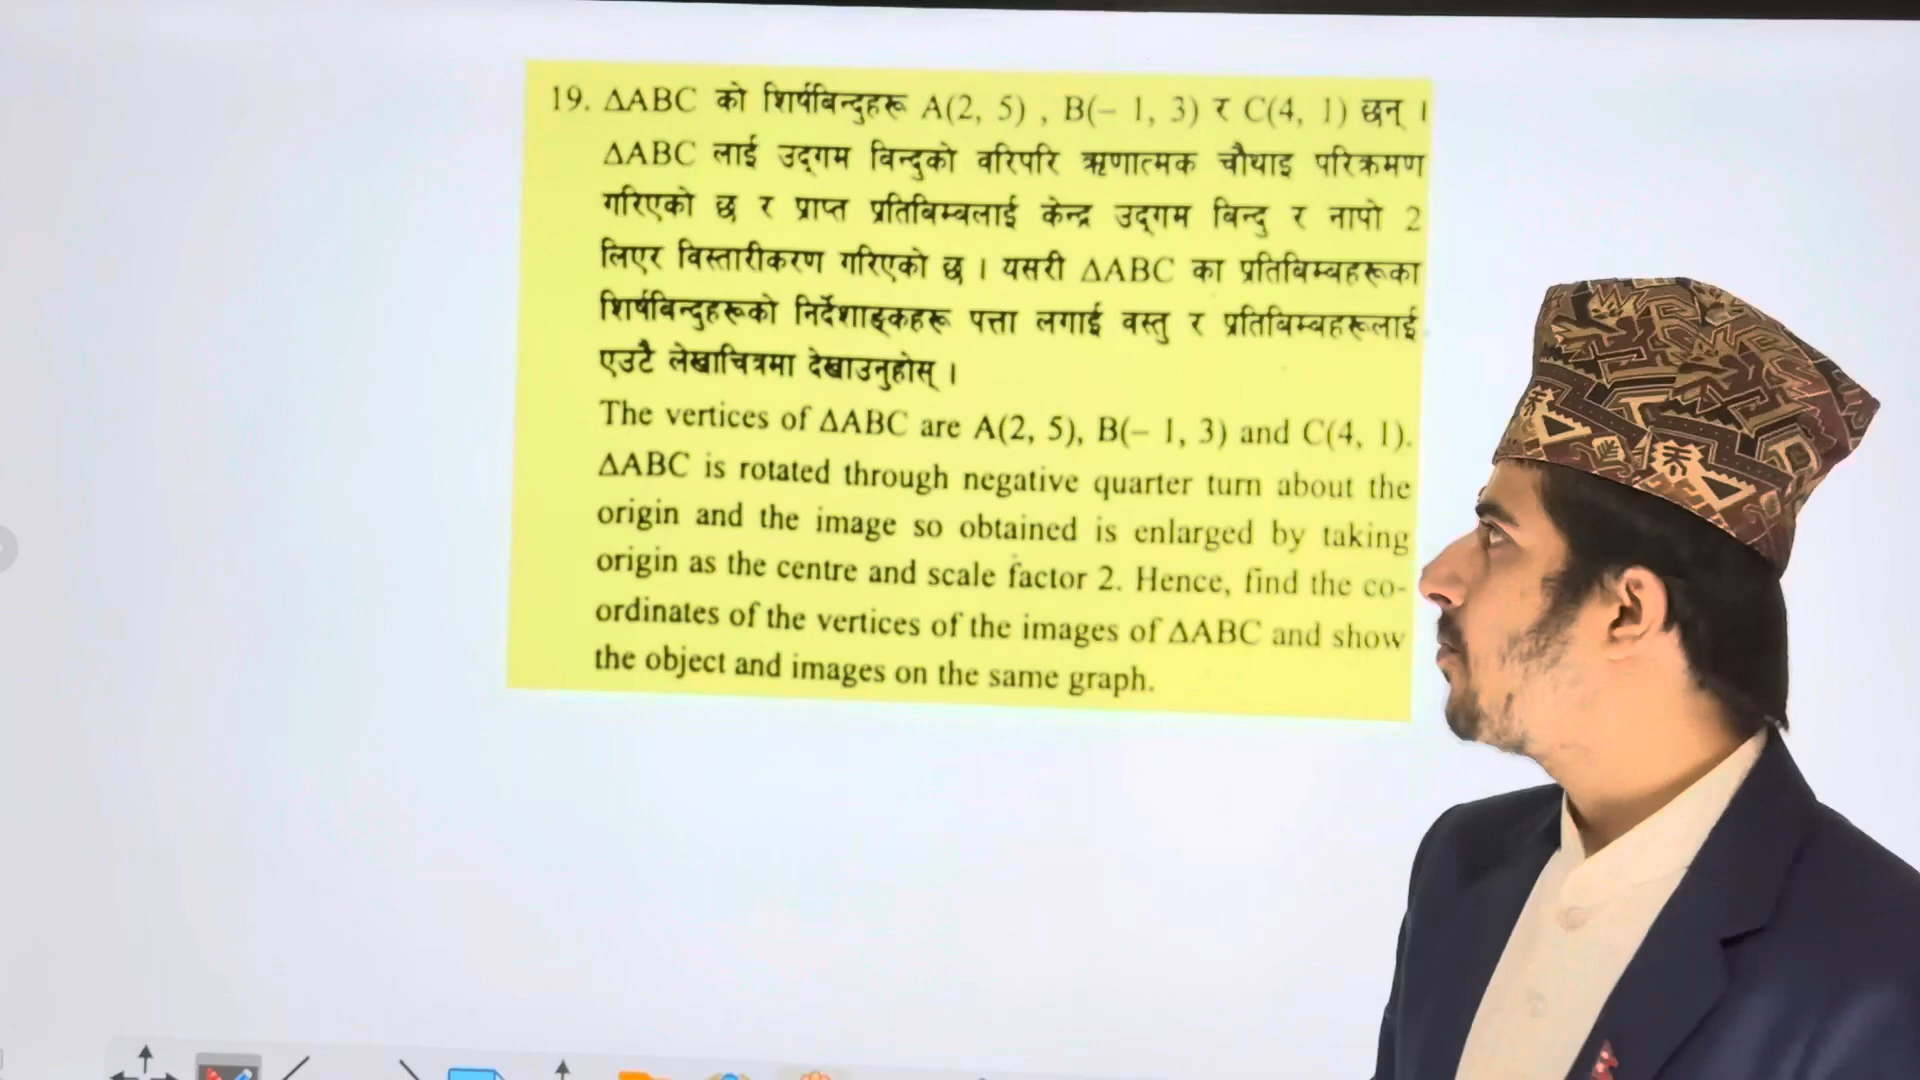 19. ΔABC को शिर्षबिन्दुहरू A(2, 5) , B(– 1, 3) र C(4, 1) छन् ।
ΔABC लाई उद्‌गम बिन्दुको वरिपरि ऋणात्मक चौथाइ परिक्रमण
गरिएको छ र प्राप्त प्रतिबिम्बलाई केन्द्र उद्‌गम बिन्दु र नापो 2
लिएर विस्तारीकरण गरिएको छ । यसरी ΔABC का प्रतिबिम्बहरूका
शिर्षबिन्दुहरूको निर्देशाङ्कहरू पत्ता लगाई वस्तु र प्रतिबिम्बहरूलाई
एउटै लेखाचित्रमा देखाउनुहोस् ।
The vertices of ΔABC are A(2, 5), B(– 1, 3) and C(4, 1).
ΔABC is rotated through negative quarter turn about the
origin and the image so obtained is enlarged by taking
origin as the centre and scale factor 2. Hence, find the co-
ordinates of the vertices of the images of ΔABC and show
the object and images on the same graph.